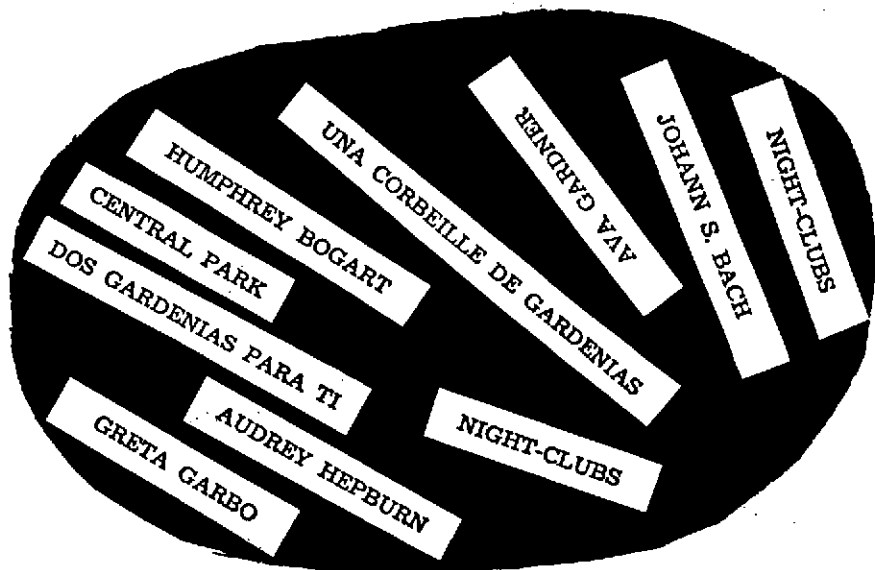 HUMPHREY BOGART
CENTRAL PARK
DOS GARDENIAS PARA TI
GRETA GARBO
AUDREY HEPBURN
UNA CORBEILLE DE GARDENIAS
NIGHT-CLUBS
AVA GARDNER
JOHANN S. BACH
NIGHT-CLUBS